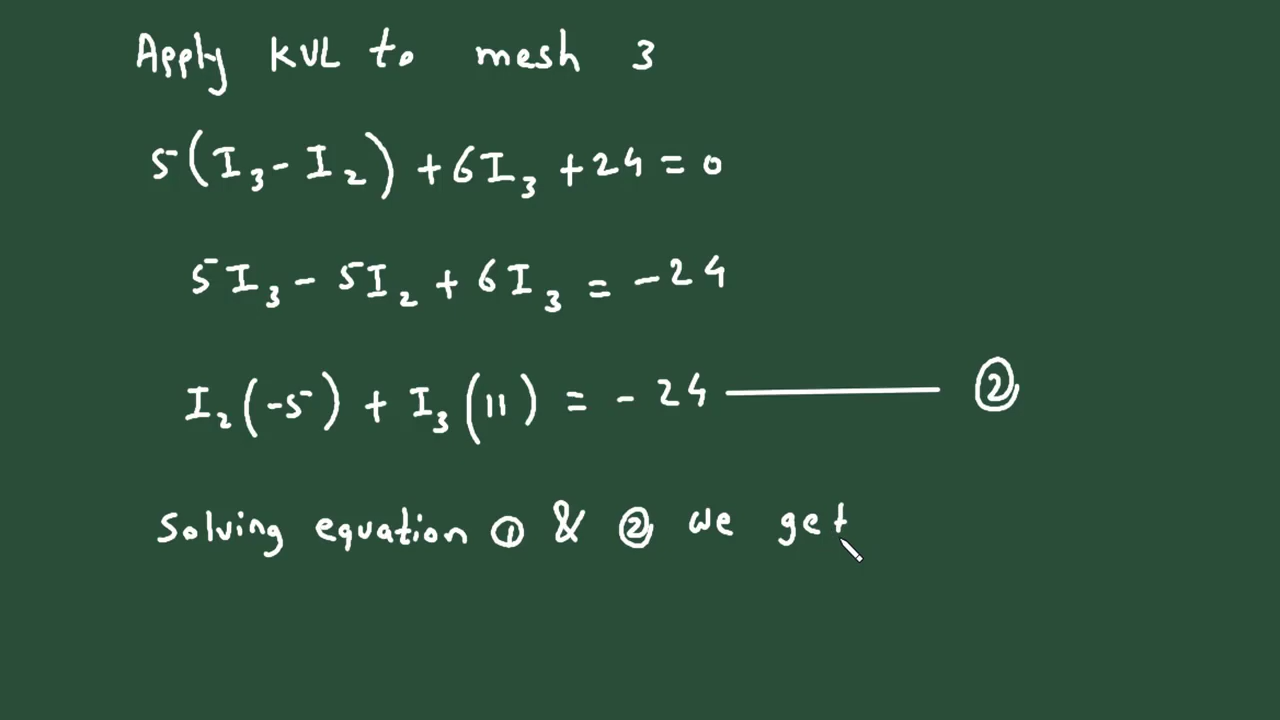 Apply KVL to mesh 3
5(I₃ - I₂) + 6I₃ + 24 = 0
5I₃ - 5I₂ + 6I₃ = -24
I₂(-5) + I₃(11) = -24 ——— ②
Solving equation ① & ② we get